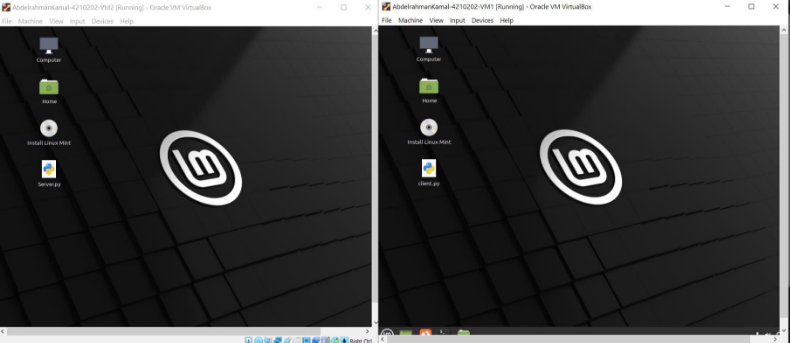 AbdelrahmanKamal-4210202-VM2 [Running] - Oracle VM VirtualBox
File Machine View Input Devices Help
Computer
Home
Install Linux Mint
Server.py
Right Ctrl
AbdelrahmanKamal-4210202-VM1 [Running] - Oracle VM VirtualBox
File Machine View Input Devices Help
Computer
Home
Install Linux Mint
client.py